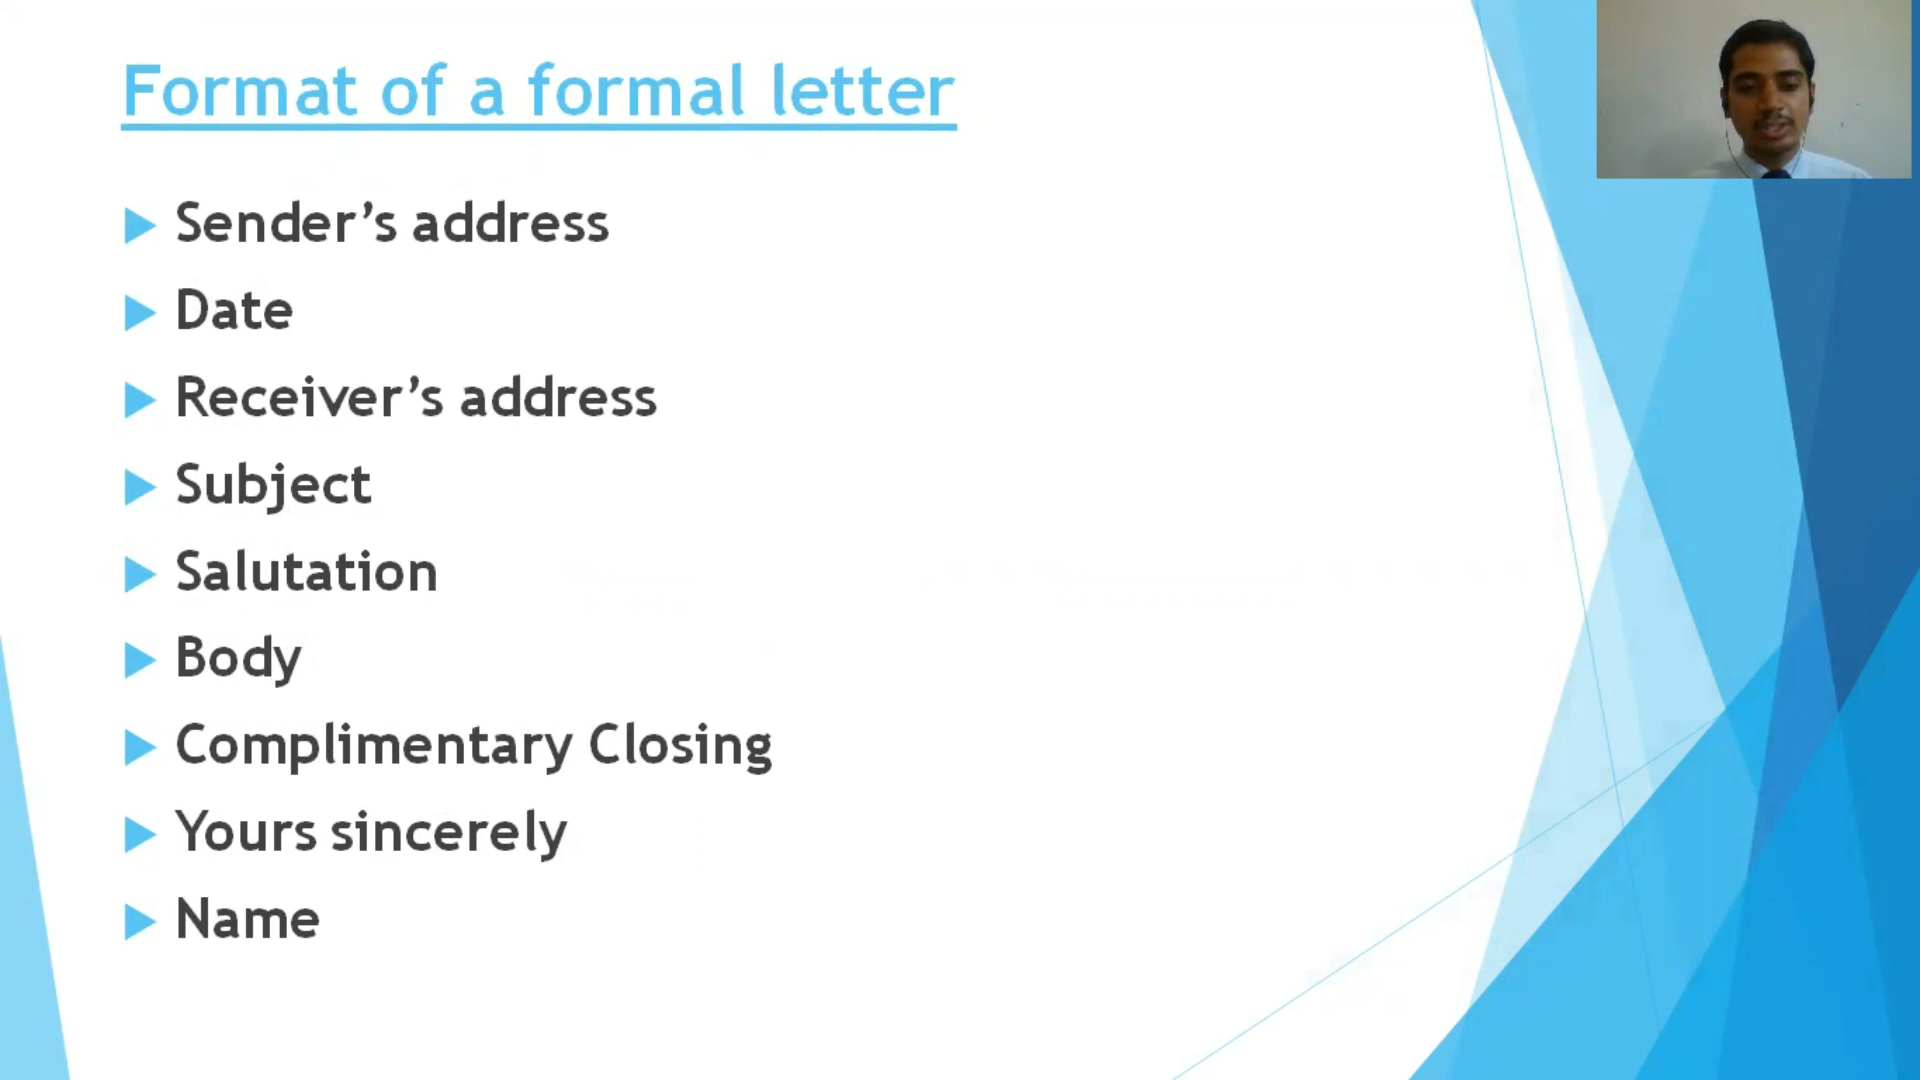 Format of a formal letter
Sender’s address
Date
Receiver’s address
Subject
Salutation
Body
Complimentary Closing
Yours sincerely
Name